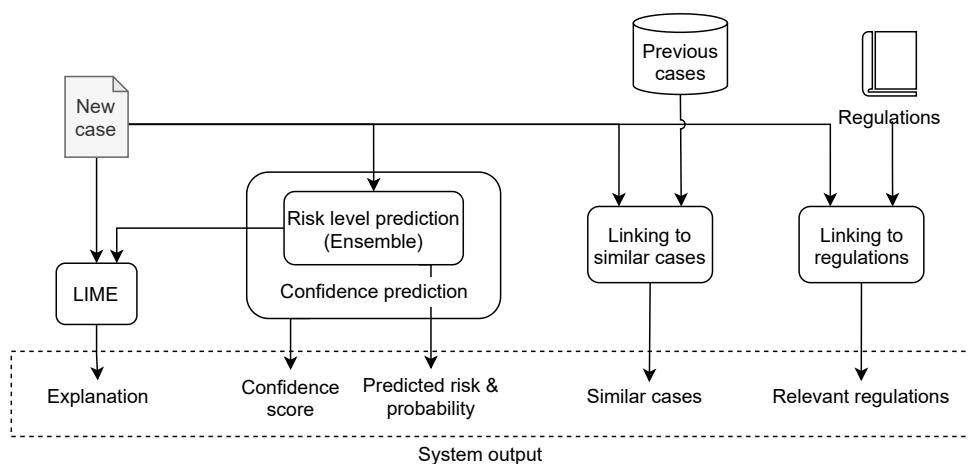 Previous
cases
New
case
Regulations
Risk level prediction
(Ensemble)
Linking to
similar cases
Linking to
regulations
LIME
Confidence prediction
Explanation
Confidence
score
Predicted risk &
probability
Similar cases
Relevant regulations
System output